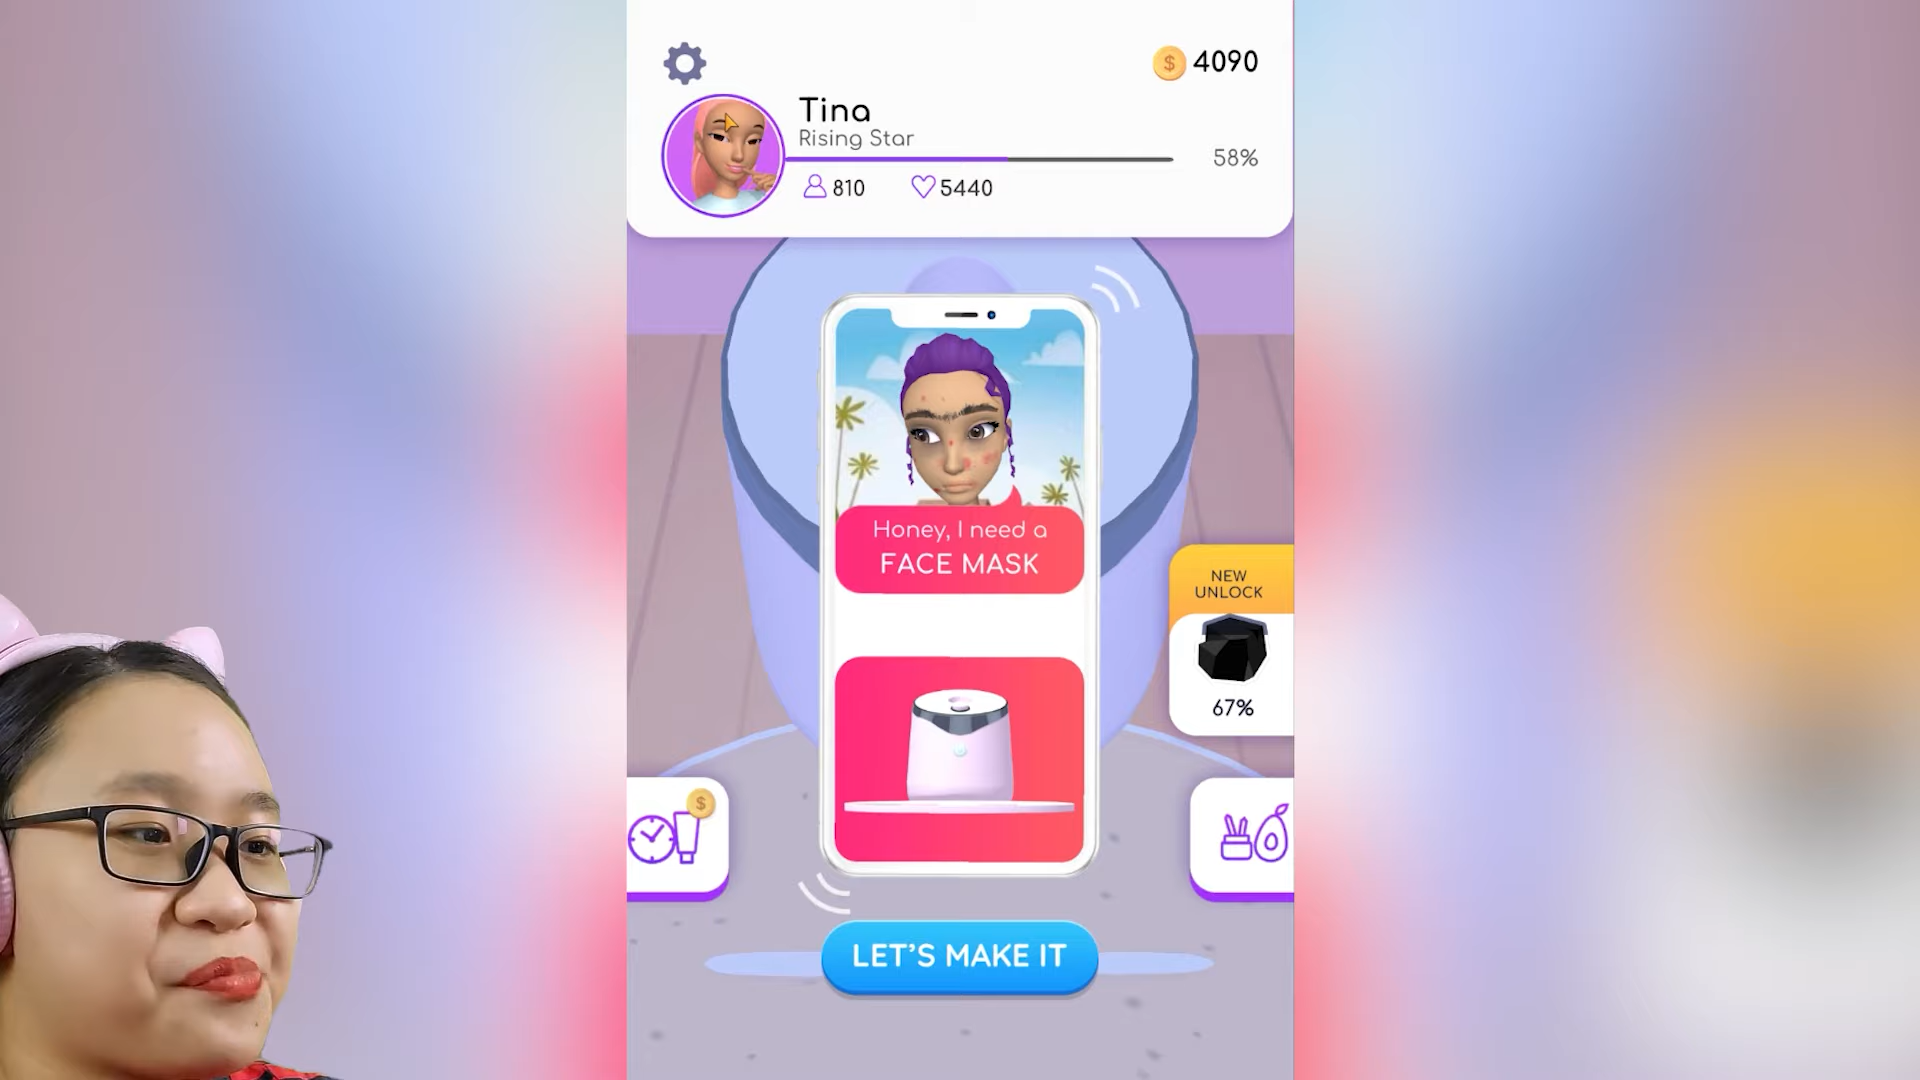 4090
Tina
Rising Star
58%
810
5440
Honey, I need a
FACE MASK
NEW
UNLOCK
67%
LET'S MAKE IT